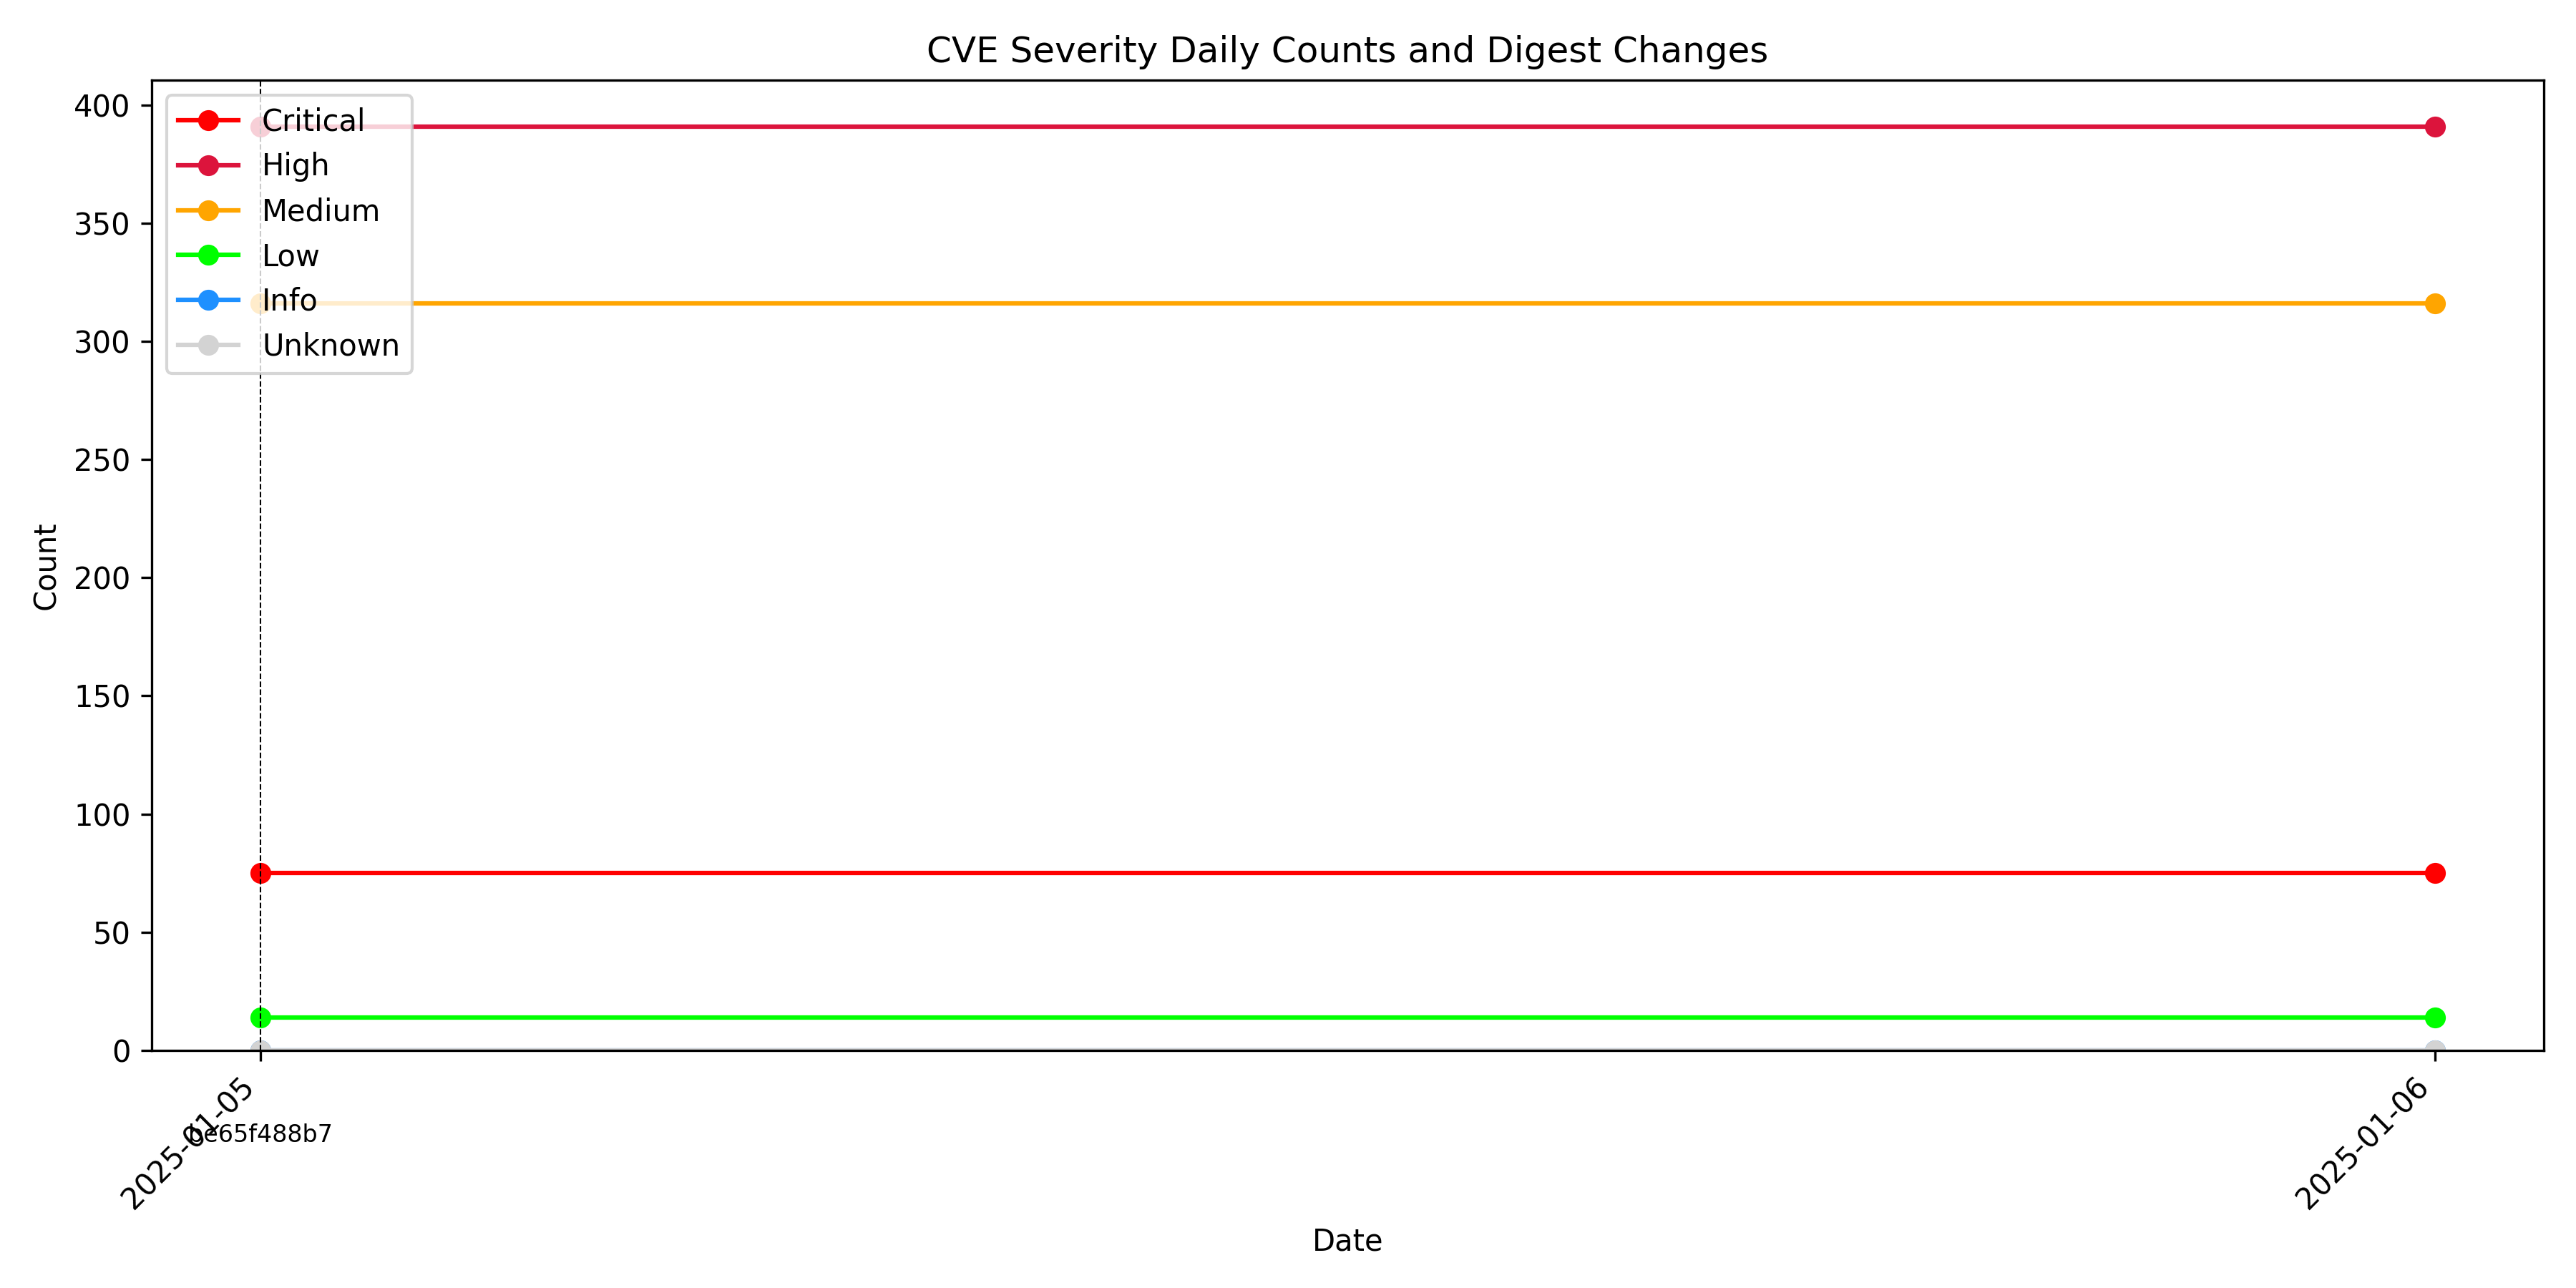 CVE Severity Daily Counts and Digest Changes
400
350
300
250
200
150
100
50
0
Count
Critical
High
Medium
Low
Info
Unknown
2025-01-05
2025-01-06
Date